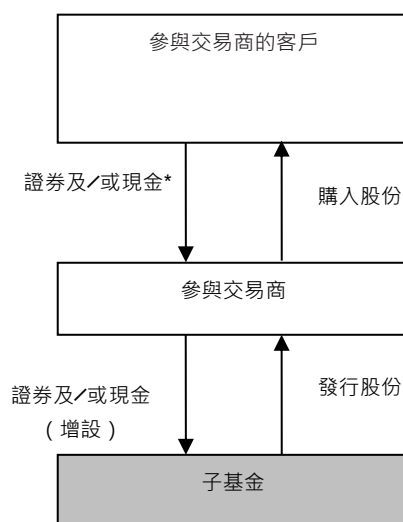 參與交易商的客戶
證券及/或現金*
購入股份
參與交易商
證券及/或現金
(增設)
發行股份
子基金